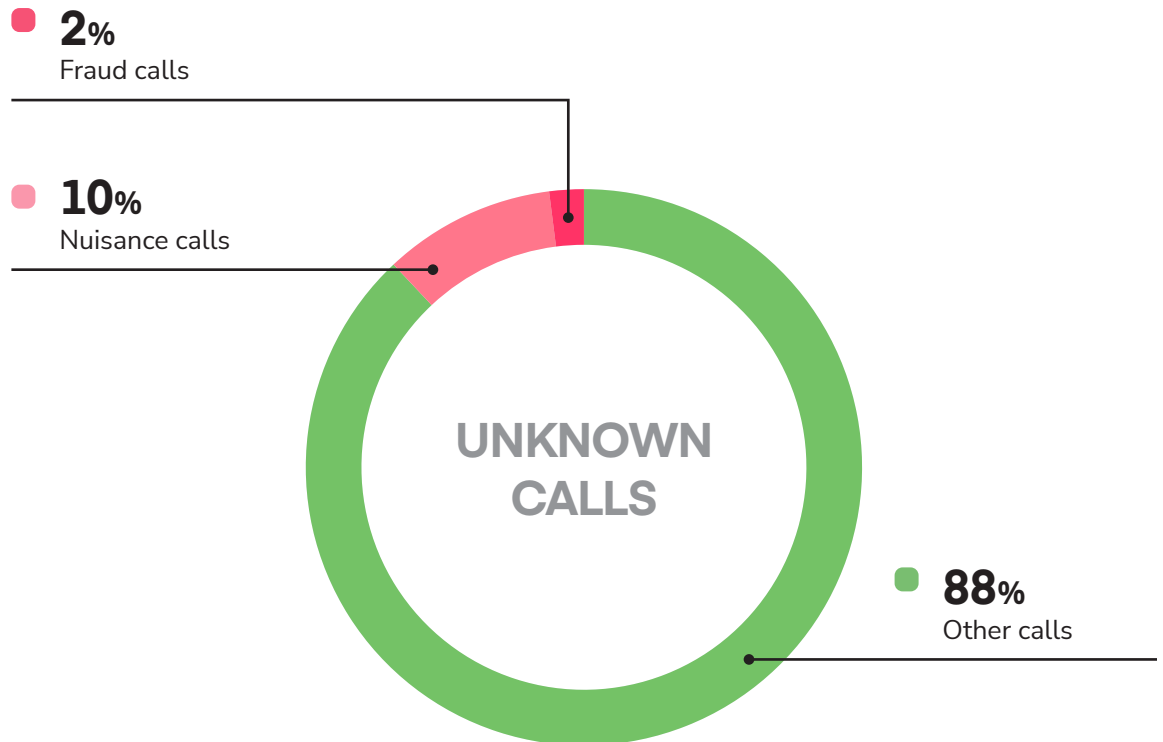 2%
Fraud calls
10%
Nuisance calls
UNKNOWN
CALLS
88%
Other calls